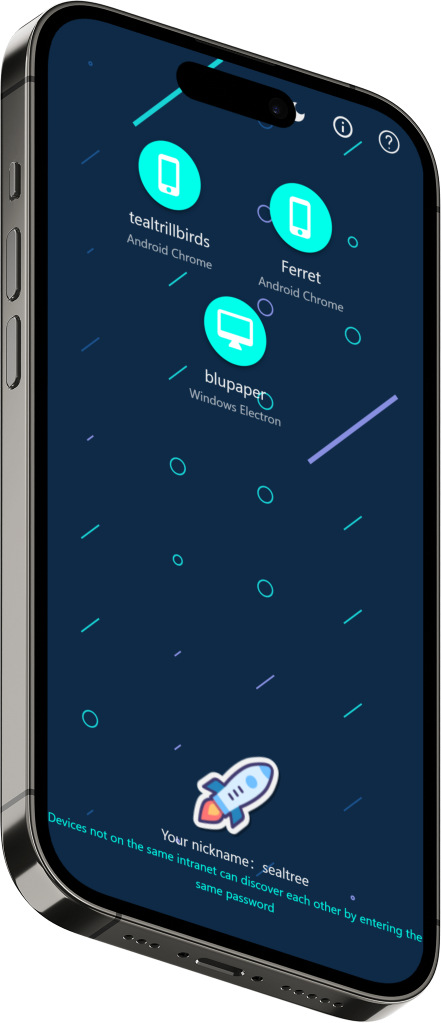 tealtrillbirds
Android Chrome
Ferret
Android Chrome
blupaper
Windows Electron
Your nickname：sealtree
Devices not on the same intranet can discover each other by entering the
same password